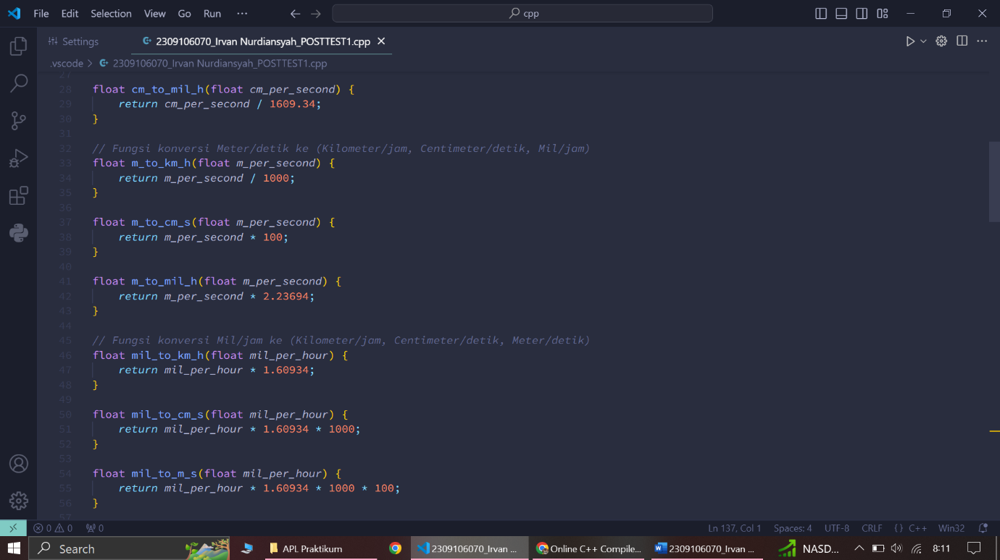 File Edit Selection View Go Run ··· cpp
Settings 2309106070_Irvan Nurdiansyah_POSTTEST1.cpp
.vscode > 2309106070_Irvan Nurdiansyah_POSTTEST1.cpp
27
28 float cm_to_mil_h(float cm_per_second) {
29 return cm_per_second / 1609.34;
30 }
31
32 // Fungsi konversi Meter/detik ke (Kilometer/jam, Centimeter/detik, Mil/jam)
33 float m_to_km_h(float m_per_second) {
34 return m_per_second / 1000;
35 }
36
37 float m_to_cm_s(float m_per_second) {
38 return m_per_second * 100;
39 }
40
41 float m_to_mil_h(float m_per_second) {
42 return m_per_second * 2.23694;
43 }
44
45 // Fungsi konversi Mil/jam ke (Kilometer/jam, Centimeter/detik, Meter/detik)
46 float mil_to_km_h(float mil_per_hour) {
47 return mil_per_hour * 1.60934;
48 }
49
50 float mil_to_cm_s(float mil_per_hour) {
51 return mil_per_hour * 1.60934 * 1000;
52 }
53
54 float mil_to_m_s(float mil_per_hour) {
55 return mil_per_hour * 1.60934 * 1000 * 100;
56 }
57
0 0 0 Ln 137, Col 1 Spaces: 4 UTF-8 CRLF {} C++ Win32
Search APL Praktikum 2309106070_Irvan ... Online C++ Compile... 2309106070_Irvan ... NASD... 8:11